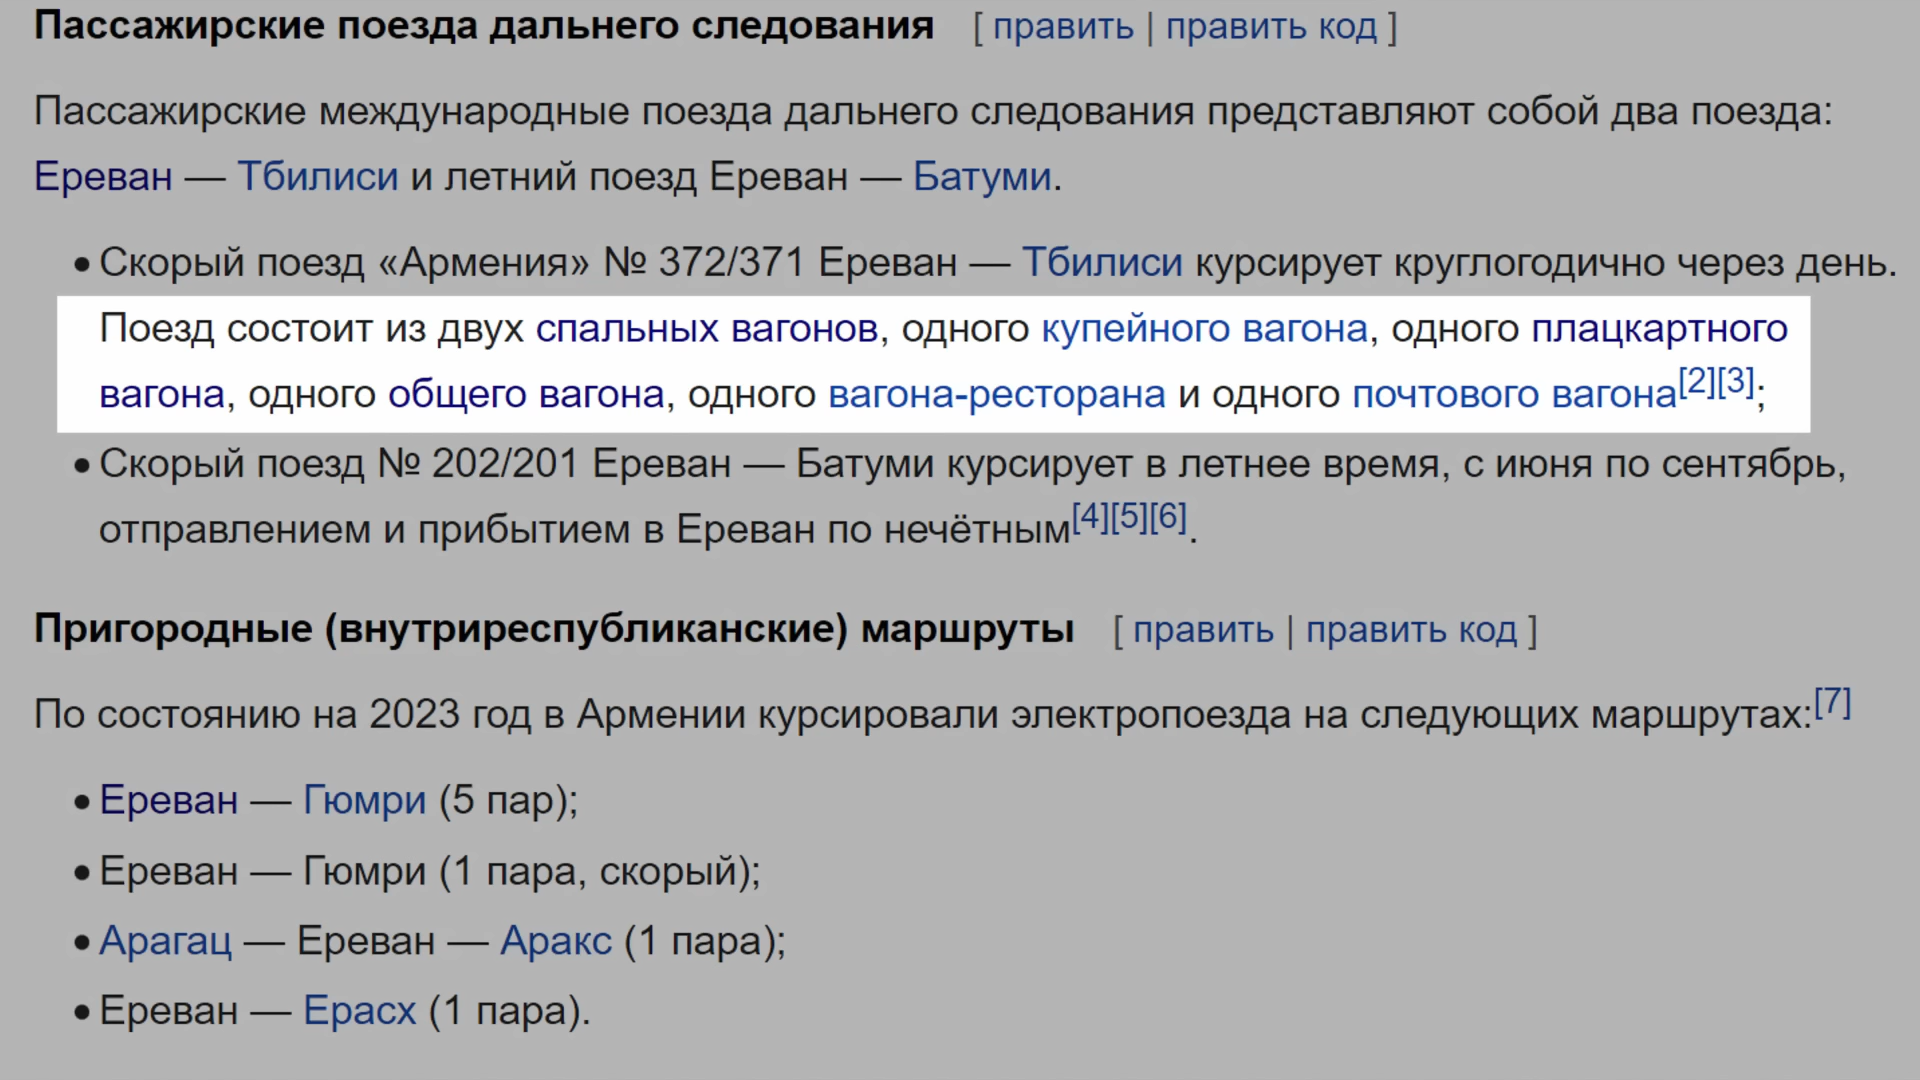 Пассажирские поезда дальнего следования [ править | править код ]
Пассажирские международные поезда дальнего следования представляют собой два поезда:
Ереван — Тбилиси и летний поезд Ереван — Батуми.
• Скорый поезд «Армения» № 372/371 Ереван — Тбилиси курсирует круглогодично через день.
Поезд состоит из двух спальных вагонов, одного купейного вагона, одного плацкартного
вагона, одного общего вагона, одного вагона-ресторана и одного почтового вагона[2][3];
• Скорый поезд № 202/201 Ереван — Батуми курсирует в летнее время, с июня по сентябрь,
отправлением и прибытием в Ереван по нечётным[4][5][6].
Пригородные (внутриреспубликанские) маршруты [ править | править код ]
По состоянию на 2023 год в Армении курсировали электропоезда на следующих маршрутах:[7]
• Ереван — Гюмри (5 пар);
• Ереван — Гюмри (1 пара, скорый);
• Арагац — Ереван — Аракс (1 пара);
• Ереван — Ерасх (1 пара).